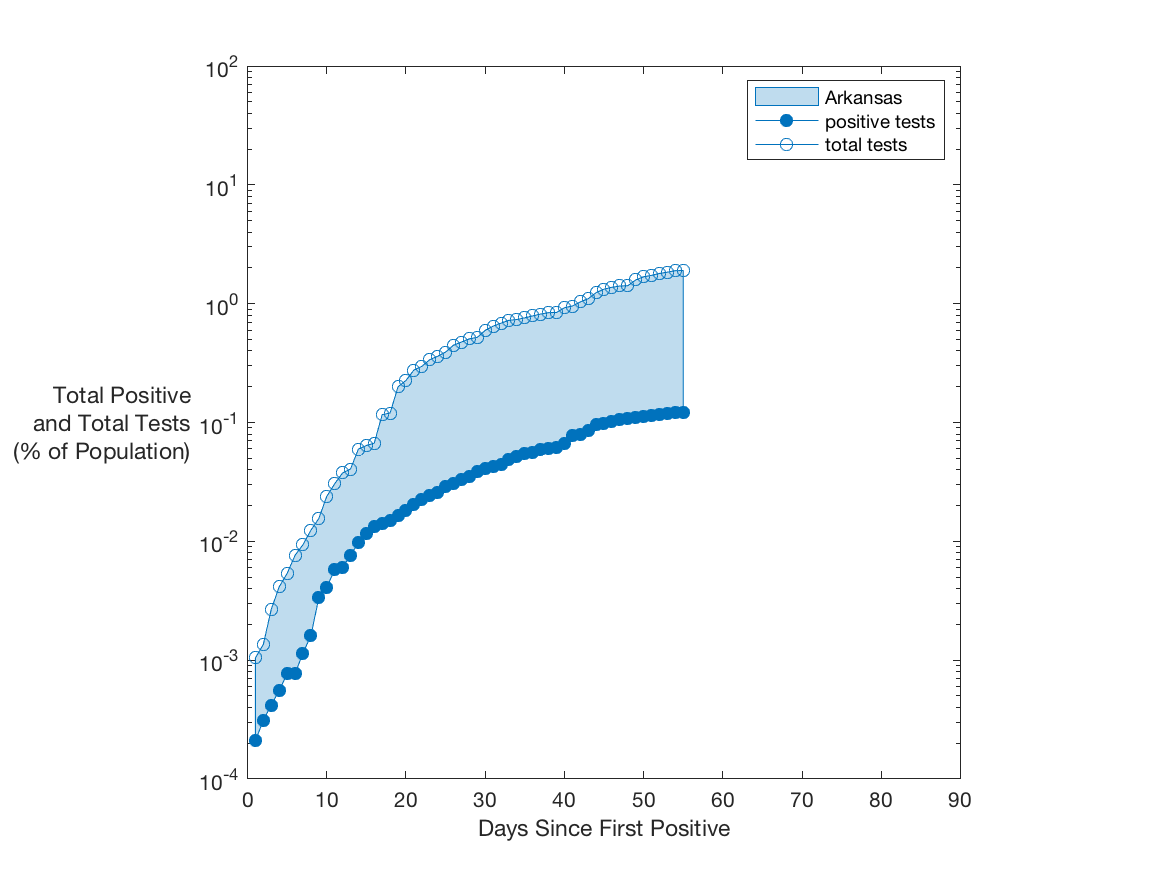 10^2
10^1
10^0
10^-1
10^-2
10^-3
10^-4
Total Positive
and Total Tests
(% of Population)
Arkansas
positive tests
total tests
0 10 20 30 40 50 60 70 80 90
Days Since First Positive